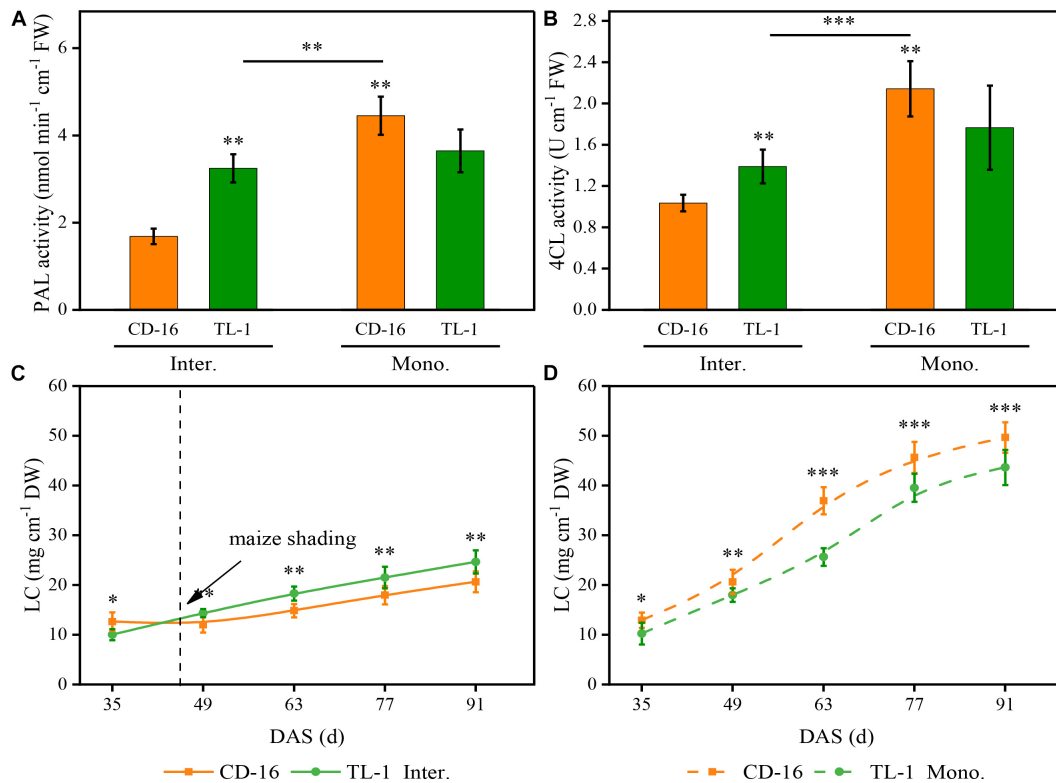 A
PAL activity (nmol min⁻¹ cm⁻¹ FW)
6
4
2
0
**
**
**
CD-16 TL-1 CD-16 TL-1
Inter. Mono.
B
4CL activity (U cm⁻¹ FW)
2.8
2.4
2.0
1.6
1.2
0.8
0.4
0.0
***
**
**
CD-16 TL-1 CD-16 TL-1
Inter. Mono.
C
LC (mg cm⁻¹ DW)
60
50
40
30
20
10
0
maize shading
* ** ** ** **
35 49 63 77 91
DAS (d)
CD-16 TL-1 Inter.
D
LC (mg cm⁻¹ DW)
60
50
40
30
20
10
0
* ** *** *** ***
35 49 63 77 91
DAS (d)
CD-16 TL-1 Mono.